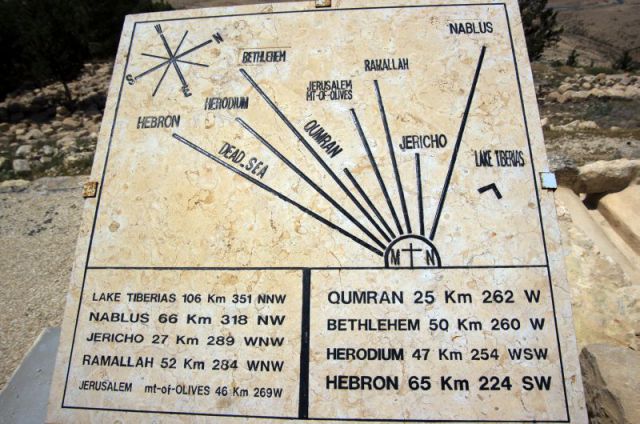 W
N
S
E
NABLUS
BETHLEHEM
RAMALLAH
JERUSALEM
MT-OF-OLIVES
HERODIUM
HEBRON
QUMRAN
JERICHO
DEAD SEA
LAKE TIBERIAS
M N
LAKE TIBERIAS 106 Km 351 NNW
NABLUS 66 Km 318 NW
JERICHO 27 Km 289 WNW
RAMALLAH 52 Km 284 WNW
JERUSALEM mt-of-OLIVES 46 Km 269W
QUMRAN 25 Km 262 W
BETHLEHEM 50 Km 260 W
HERODIUM 47 Km 254 WSW
HEBRON 65 Km 224 SW